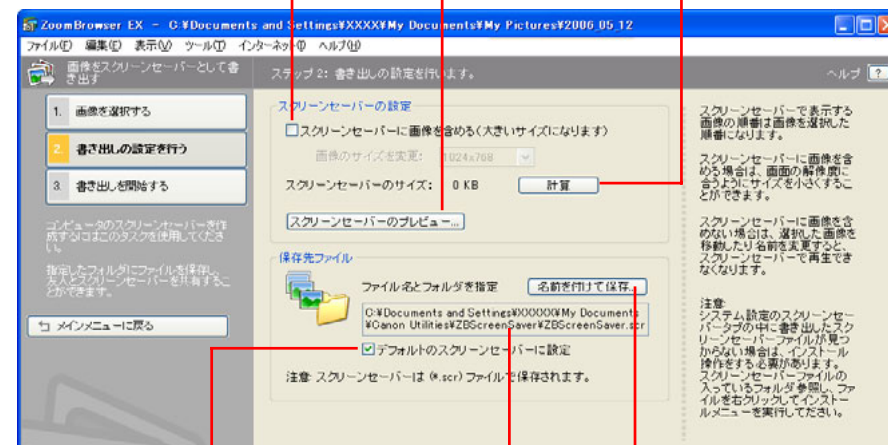 ZoomBrowser EX - C:¥Documents and Settings¥XXXX¥My Documents¥My Pictures¥2006_05_12
ファイル(F) 編集(E) 表示(V) ツール(T) インターネット(I) ヘルプ(H)
画像をスクリーンセーバーとして書き出す
ステップ 2: 書き出しの設定を行います。
ヘルプ ?
1. 画像を選択する
2. 書き出しの設定を行う
3. 書き出しを開始する
コンピュータのスクリーンセーバーを作
成するにはこのタスクを使用してくださ
い。
指定したフォルダにファイルを保存し、
友人とスクリーンセーバーを共有するこ
とができます。
メインメニューに戻る
スクリーンセーバーの設定
スクリーンセーバーに画像を含める(大きいサイズになります)
画像のサイズを変更: 1024x768
スクリーンセーバーのサイズ: 0 KB 計算
スクリーンセーバーのプレビュー...
保存先ファイル
ファイル名とフォルダを指定 名前を付けて保存...
C:¥Documents and Settings¥XXXXXX¥My Documents
¥Canon Utilities¥ZBScreenSaver¥ZBScreenSaver.scr
デフォルトのスクリーンセーバーに設定
注意: スクリーンセーバーは (*.scr) ファイルで保存されます。
スクリーンセーバーで表示する
画像の順番は画像を選択した
順番になります。
スクリーンセーバーに画像を含
める場合は、画面の解像度に
合うようにサイズを小さくするこ
とができます。
スクリーンセーバーに画像を含
めない場合は、選択した画像を
移動したり名前を変更すると、
スクリーンセーバーで再生でき
なくなります。
注意:
システム設定のスクリーンセー
バータブの中に書き出したスク
リーンセーバーファイルが見つ
からない場合は、インストール
操作をする必要があります。
スクリーンセーバーファイルの
入っているフォルダ参照し、ファ
イルを右クリックしてインストー
ルメニューを実行してださい。